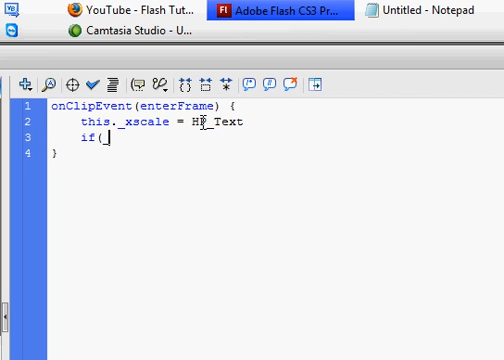 YouTube - Flash Tut...
Adobe Flash CS3 Pr...
Untitled - Notepad
Camtasia Studio - U...
1 onClipEvent(enterFrame) {
2 this._xscale = HP_Text
3 if(_
4 }